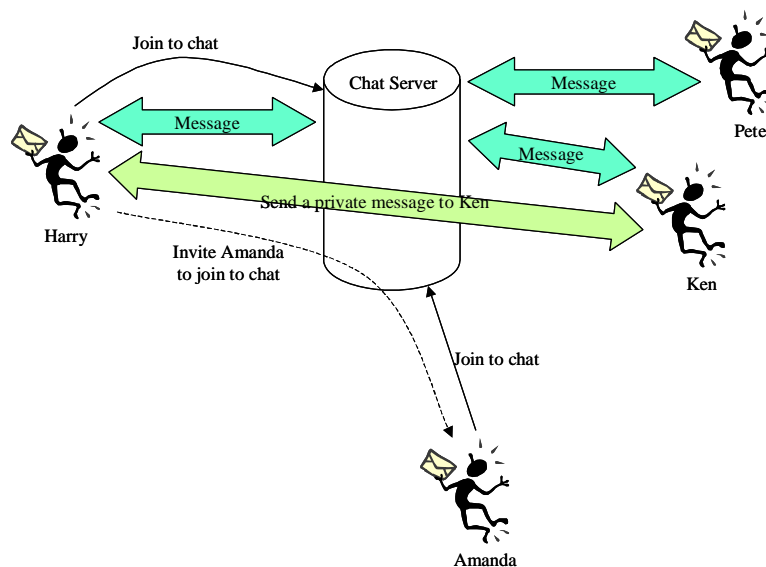 Join to chat
Chat Server
Message
Pete
Message
Message
Send a private message to Ken
Harry
Invite Amanda
to join to chat
Ken
Join to chat
Amanda